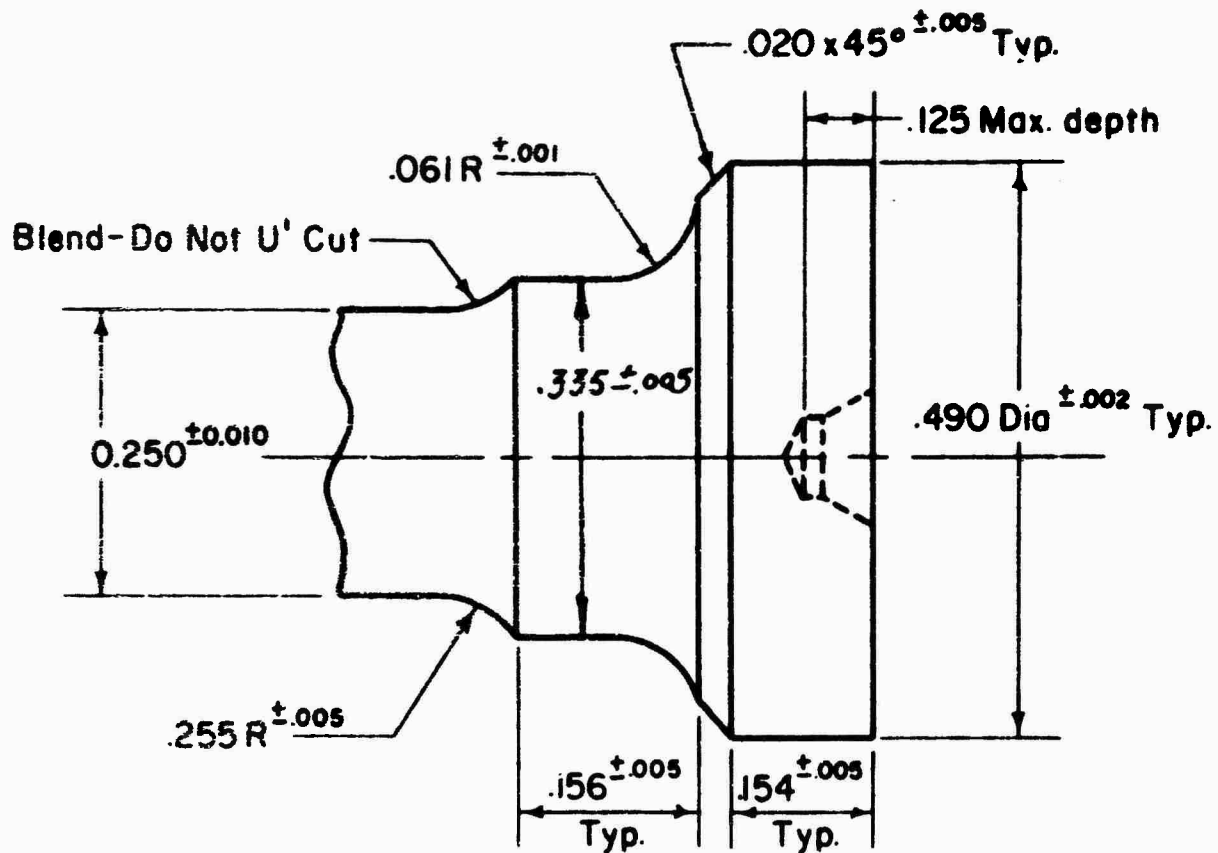 .020 x 45° ±.005 Typ.
.125 Max. depth
.061 R ±.001
Blend-Do Not U' Cut
.335 ±.005
0.250 ±0.010
.490 Dia ±.002 Typ.
.255 R ±.005
.156 ±.005
Typ.
.154 ±.005
Typ.